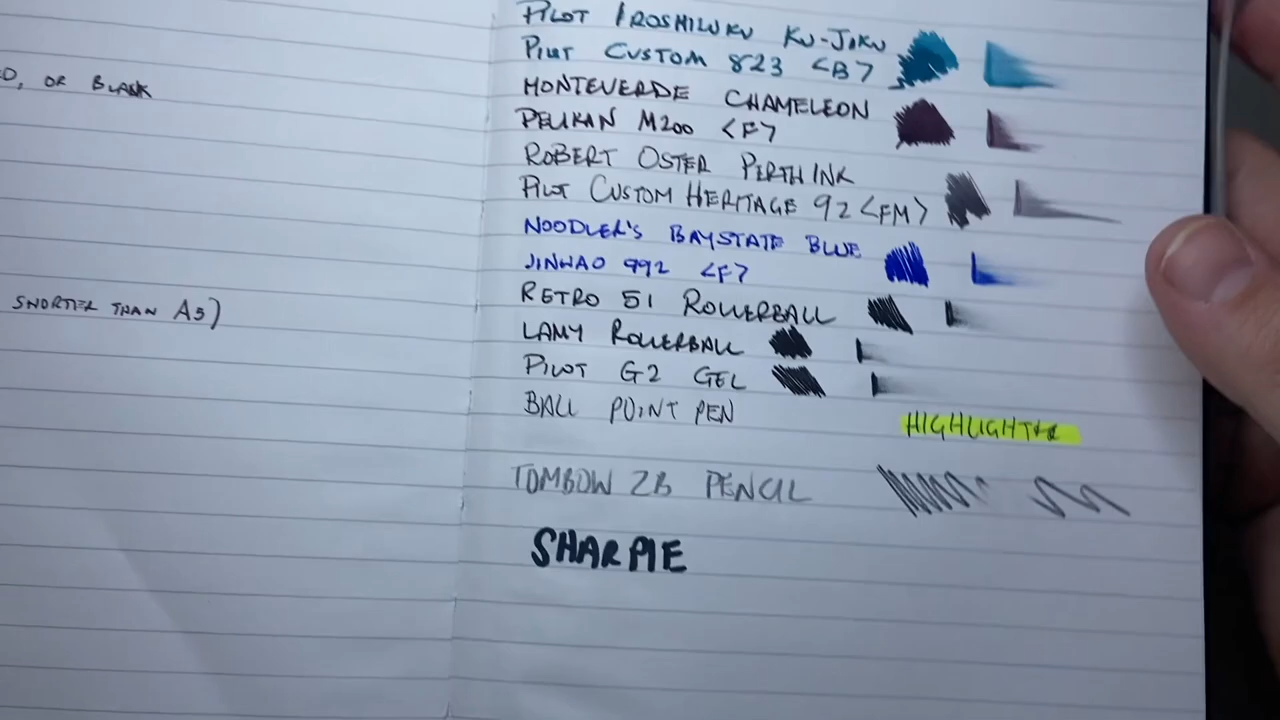 D, OR BLANK
SHORTER THAN A5)
PILOT IROSHIZUKU KU-JAKU
PILOT CUSTOM 823 <B>
MONTEVERDE CHAMELEON
PELIKAN M200 <F>
ROBERT OSTER PERTH INK
PILOT CUSTOM HERITAGE 92 <FM>
NOODLER'S BAYSTATE BLUE
JINHAO 992 <F>
RETRO 51 ROLLERBALL
LAMY ROLLERBALL
PILOT G2 GEL
BALL POINT PEN
HIGHLIGHTER
TOMBOW 2B PENCIL
SHARPIE